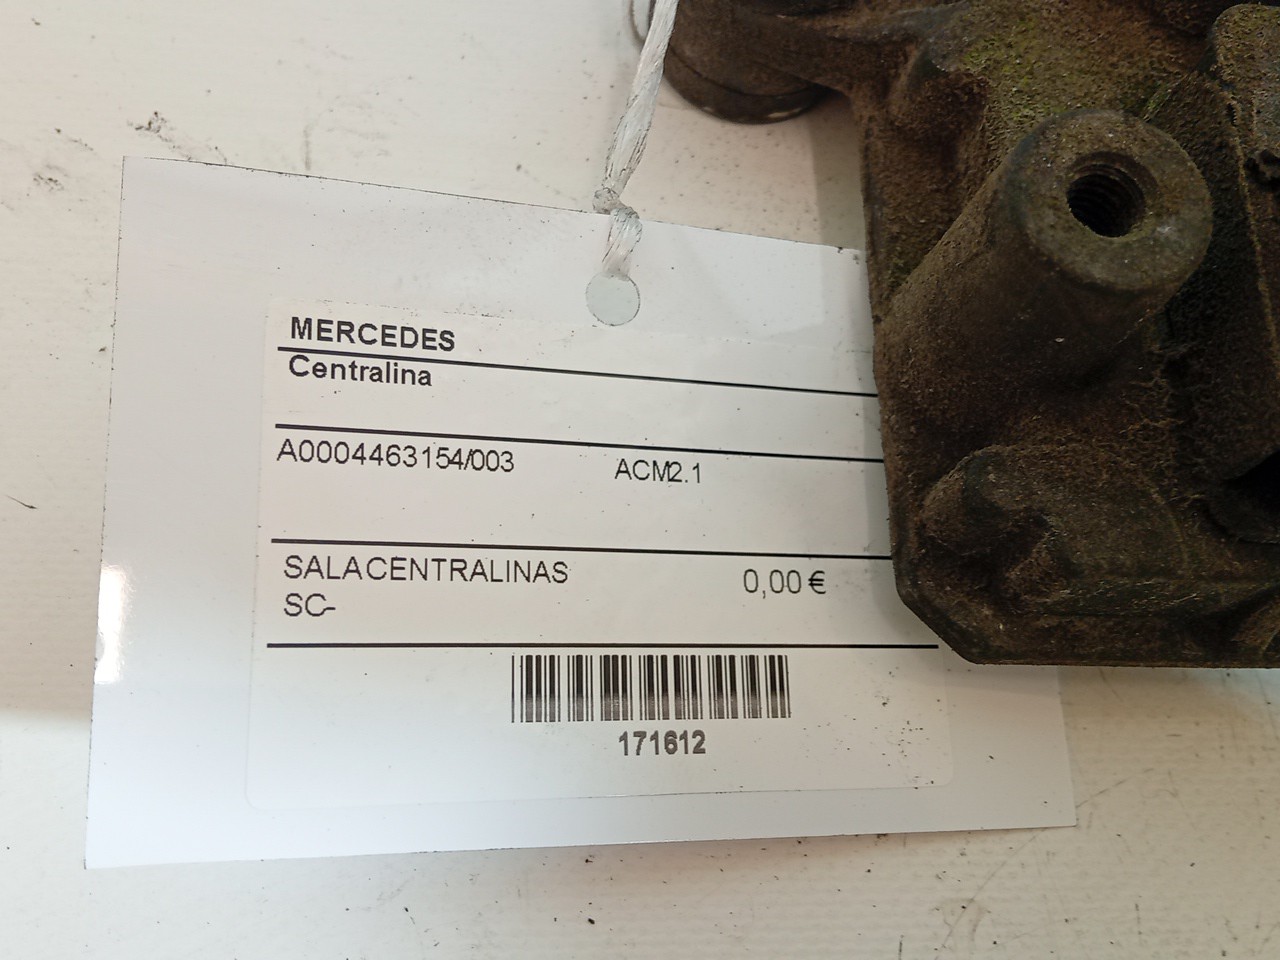 MERCEDES
Centralina
A0004463154/003 ACM2.1
SALACENTRALINAS 0,00 €
SC-
171612